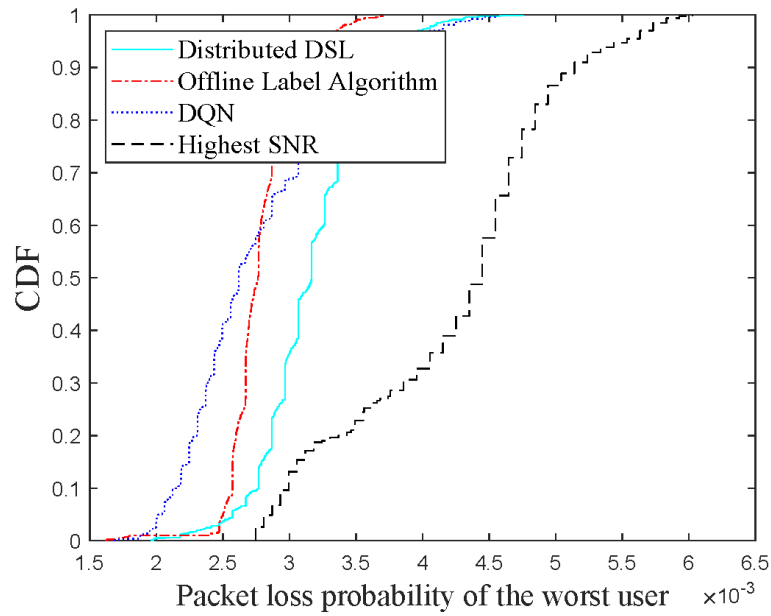 1
0.9
0.8
0.7
0.6
0.5
0.4
0.3
0.2
0.1
0
CDF
Distributed DSL
Offline Label Algorithm
DQN
Highest SNR
1.5 2 2.5 3 3.5 4 4.5 5 5.5 6 6.5
Packet loss probability of the worst user ×10⁻³